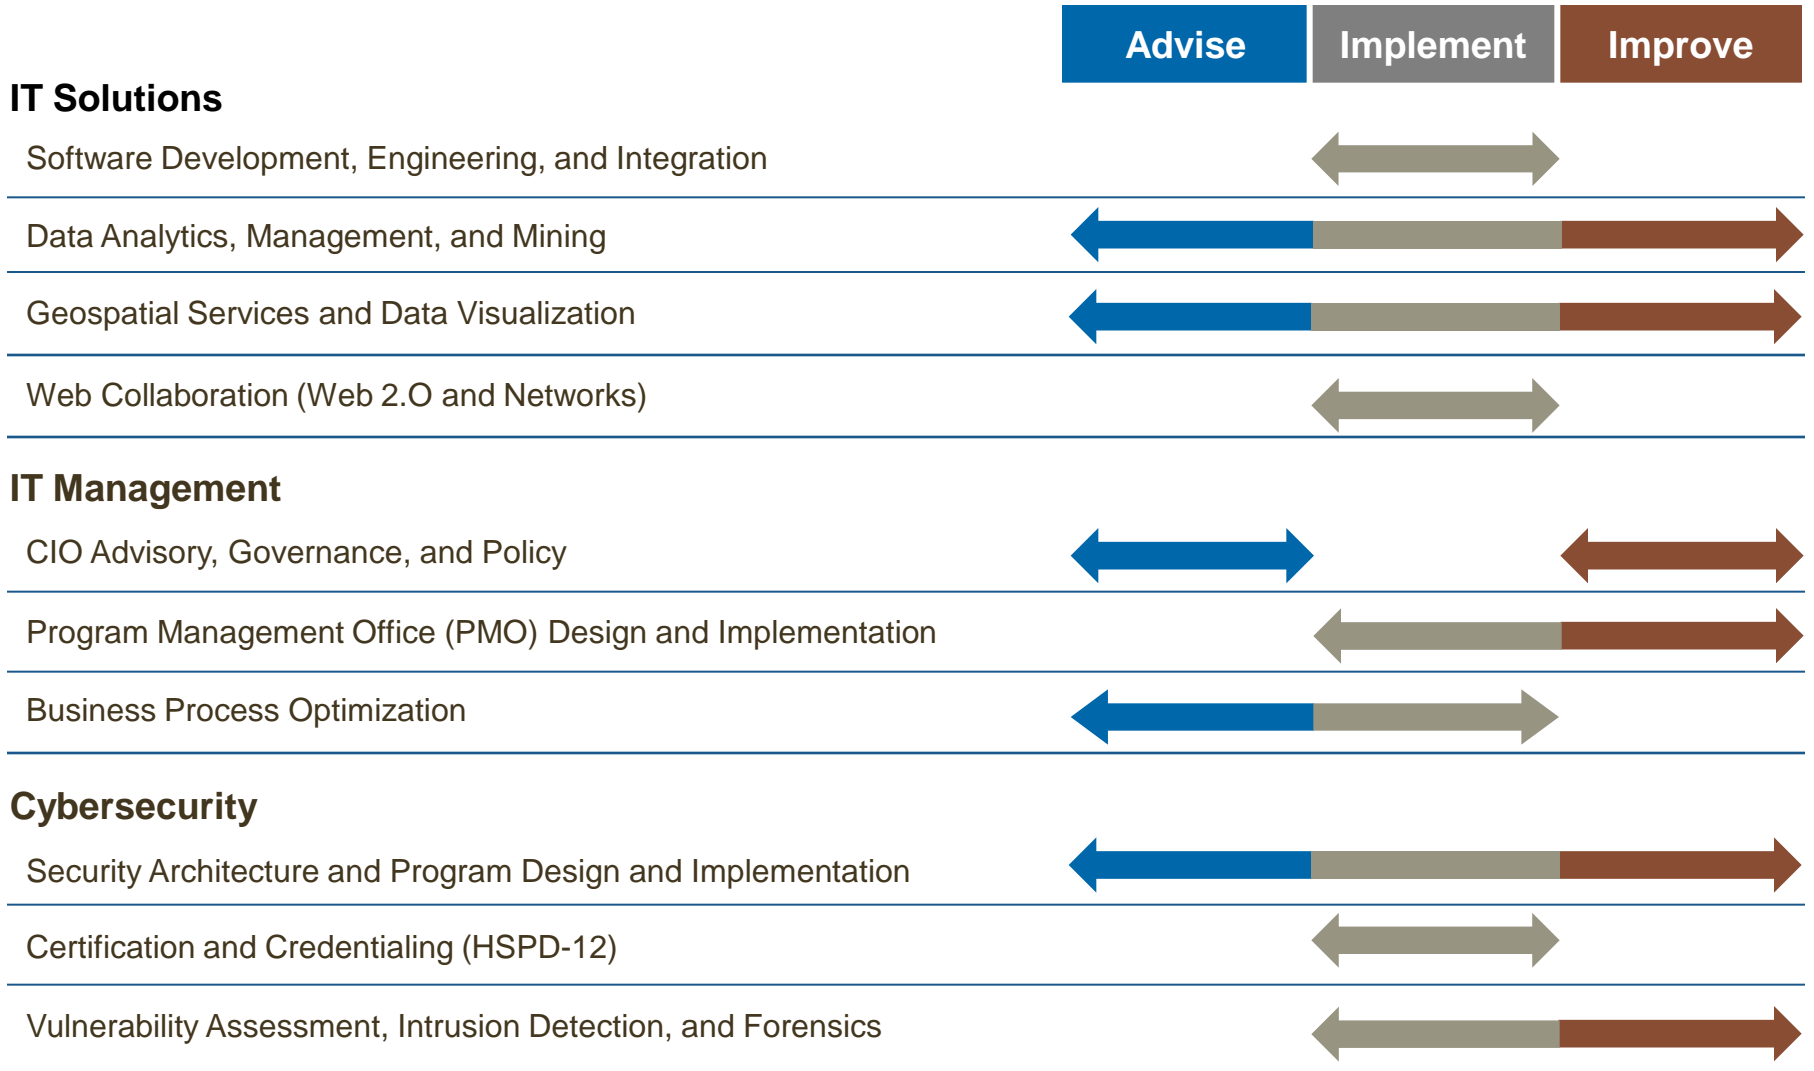 Advise Implement Improve
IT Solutions
Software Development, Engineering, and Integration
Data Analytics, Management, and Mining
Geospatial Services and Data Visualization
Web Collaboration (Web 2.O and Networks)
IT Management
CIO Advisory, Governance, and Policy
Program Management Office (PMO) Design and Implementation
Business Process Optimization
Cybersecurity
Security Architecture and Program Design and Implementation
Certification and Credentialing (HSPD-12)
Vulnerability Assessment, Intrusion Detection, and Forensics